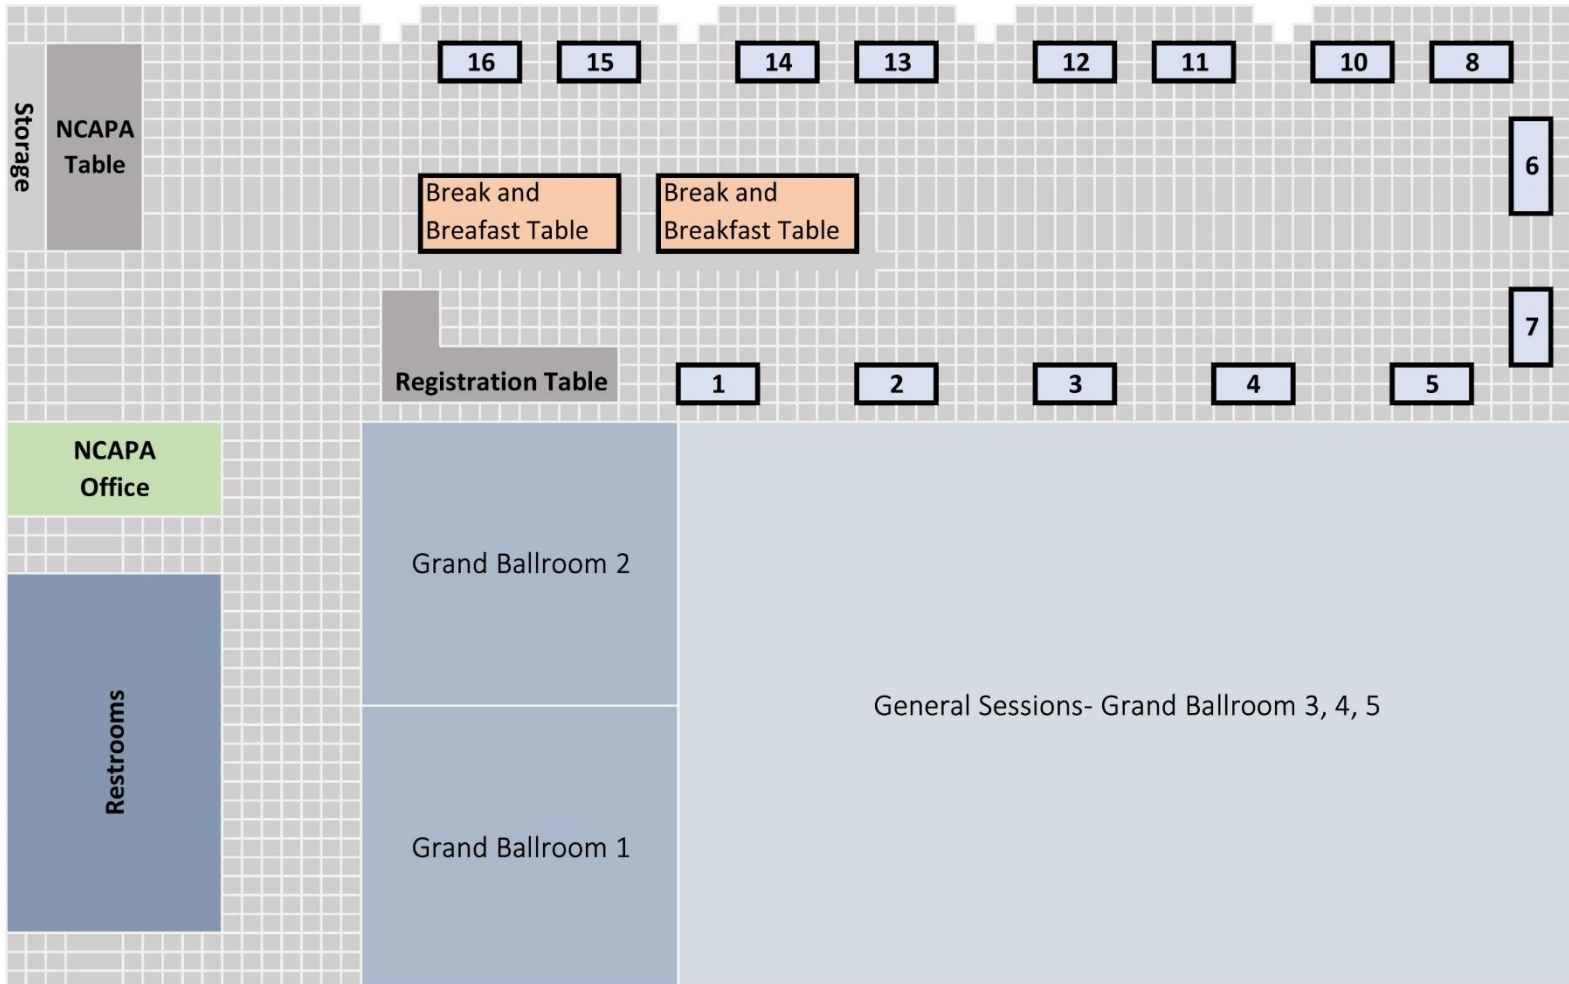 16
15
14
13
12
11
10
8
Storage
NCAPA
Table
6
Break and
Breafast Table
Break and
Breakfast Table
7
Registration Table
1
2
3
4
5
NCAPA
Office
Grand Ballroom 2
Restrooms
General Sessions- Grand Ballroom 3, 4, 5
Grand Ballroom 1